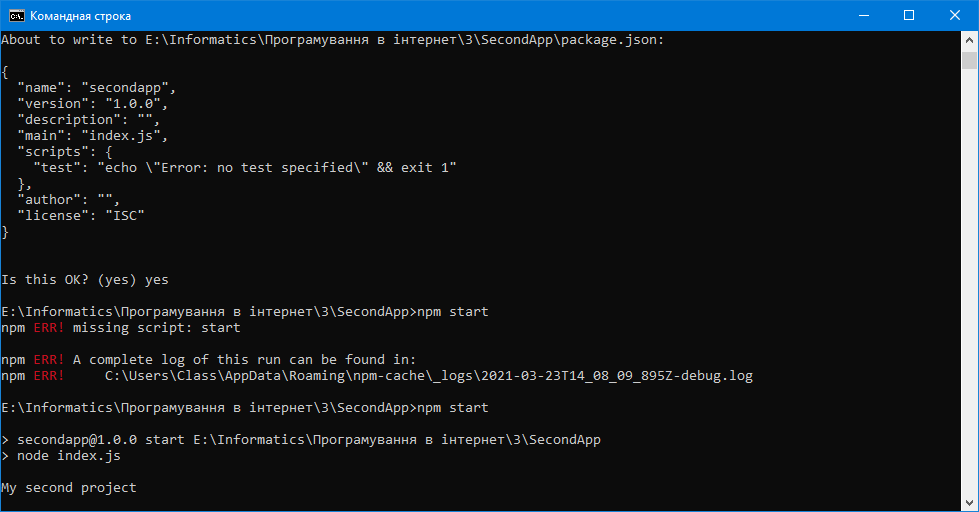 Командная строка
About to write to E:\Informatics\Програмування в інтернет\3\SecondApp\package.json:
{
  "name": "secondapp",
  "version": "1.0.0",
  "description": "",
  "main": "index.js",
  "scripts": {
    "test": "echo \"Error: no test specified\" && exit 1"
  },
  "author": "",
  "license": "ISC"
}
Is this OK? (yes) yes
E:\Informatics\Програмування в інтернет\3\SecondApp>npm start
npm ERR! missing script: start
npm ERR! A complete log of this run can be found in:
npm ERR!     C:\Users\Class\AppData\Roaming\npm-cache\_logs\2021-03-23T14_08_09_895Z-debug.log
E:\Informatics\Програмування в інтернет\3\SecondApp>npm start
> secondapp@1.0.0 start E:\Informatics\Програмування в інтернет\3\SecondApp
> node index.js
My second project